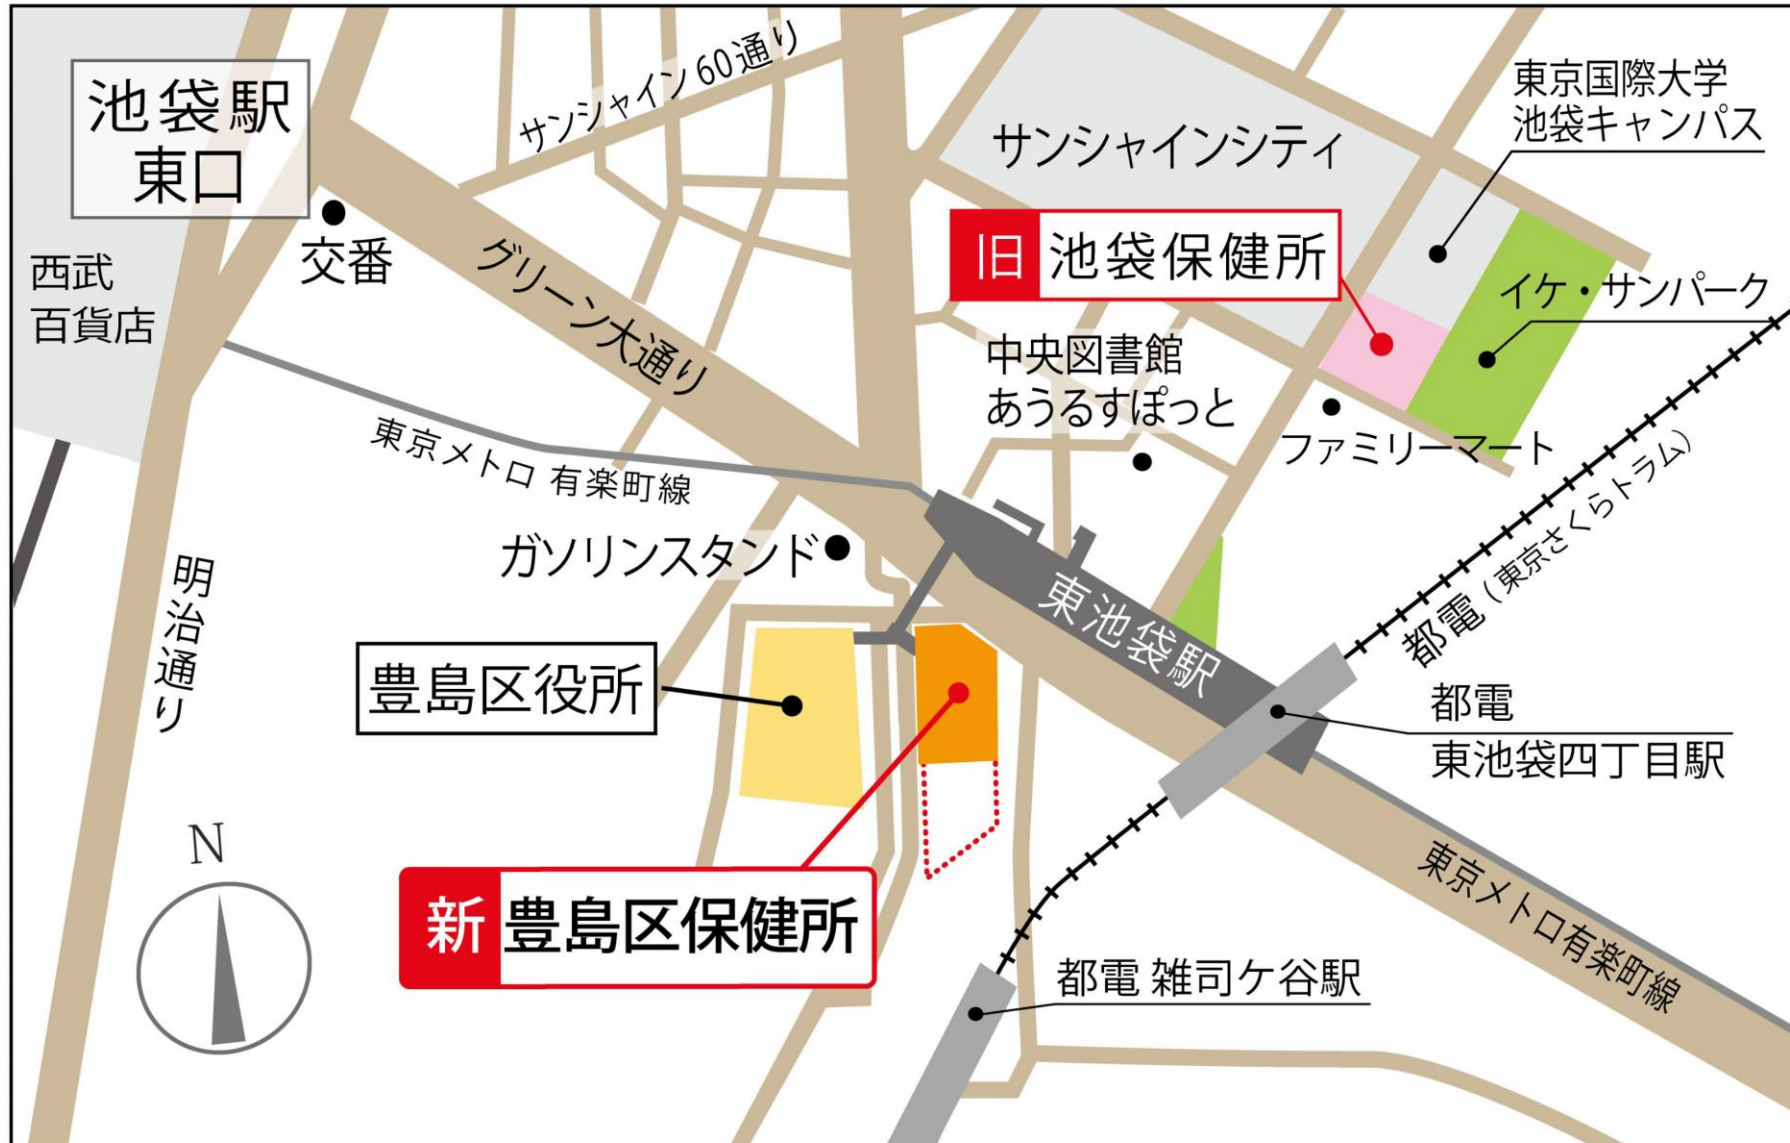 池袋駅
東口
西武
百貨店
交番
サンシャイン60通り
グリーン大通り
サンシャインシティ
東京国際大学
池袋キャンパス
旧 池袋保健所
イケ・サンパーク
中央図書館
あうるすぽっと
ファミリーマート
東京メトロ 有楽町線
ガソリンスタンド
明治通り
豊島区役所
東池袋駅
都電（東京さくらトラム）
都電
東池袋四丁目駅
N
新 豊島区保健所
都電 雑司ケ谷駅
東京メトロ有楽町線